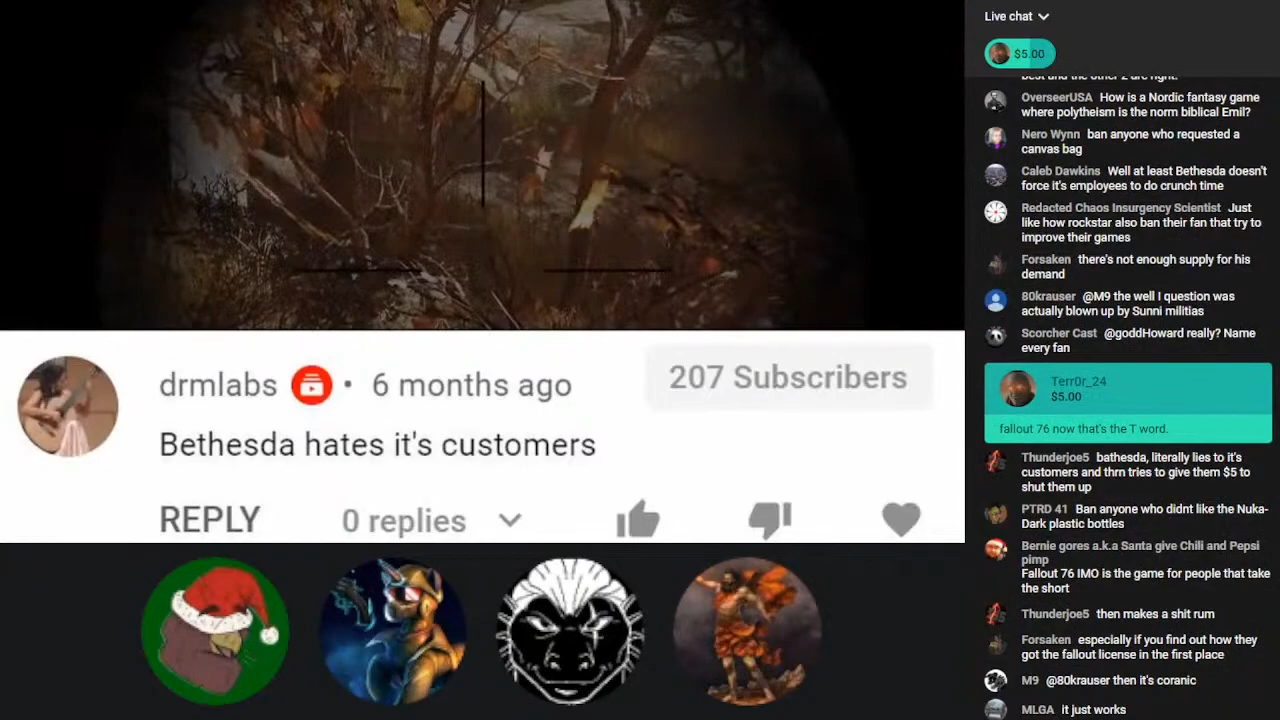 Live chat
$5.00
best and the other 2 are right.
OverseerUSA How is a Nordic fantasy game
where polytheism is the norm biblical Emil?
Nero Wynn ban anyone who requested a
canvas bag
Caleb Dawkins Well at least Bethesda doesn't
force it's employees to do crunch time
Redacted Chaos Insurgency Scientist Just
like how rockstar also ban their fan that try to
improve their games
Forsaken there's not enough supply for his
demand
80krauser @M9 the well I question was
actually blown up by Sunni militias
Scorcher Cast @goddHoward really? Name
every fan
Terr0r_24
$5.00
fallout 76 now that's the T word.
Thunderjoe5 bathesda, literally lies to it's
customers and thrn tries to give them $5 to
shut them up
PTRD 41 Ban anyone who didnt like the Nuka-
Dark plastic bottles
Bernie gores a.k.a Santa give Chili and Pepsi
pimp
Fallout 76 IMO is the game for people that take
the short
Thunderjoe5 then makes a shit rum
Forsaken especially if you find out how they
got the fallout license in the first place
M9 @80krauser then it's coranic
MLGA it just works
drmlabs • 6 months ago
207 Subscribers
Bethesda hates it's customers
REPLY 0 replies